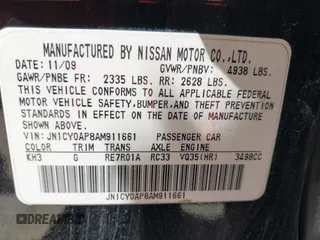 MANUFACTURED BY NISSAN MOTOR CO.,LTD.
DATE: 11/09 GVWR/PNBV: 4938 LBS.
GAWR/PNBE FR: 2335 LBS. RR: 2628 LBS.
THIS VEHICLE CONFORMS TO ALL APPLICABLE FEDERAL
MOTOR VEHICLE SAFETY, BUMPER, AND THEFT PREVENTION
STANDARDS IN EFFECT ON THE DATE OF MANUFACTURE
SHOWN ABOVE.
JN1CY0AP8AM911661 PASSENGER CAR
COLOR TRIM TRANS AXLE ENGINE
KH3 G RE7R01A RC33 VQ35(HR) 3498CC
JN1CY0AP8AM911661